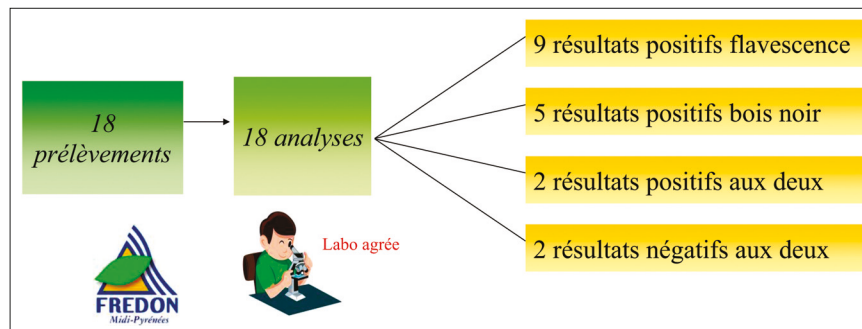 18
prélèvements
18 analyses
9 résultats positifs flavescence
5 résultats positifs bois noir
2 résultats positifs aux deux
2 résultats négatifs aux deux
Labo agrée
FREDON
Midi-Pyrénées